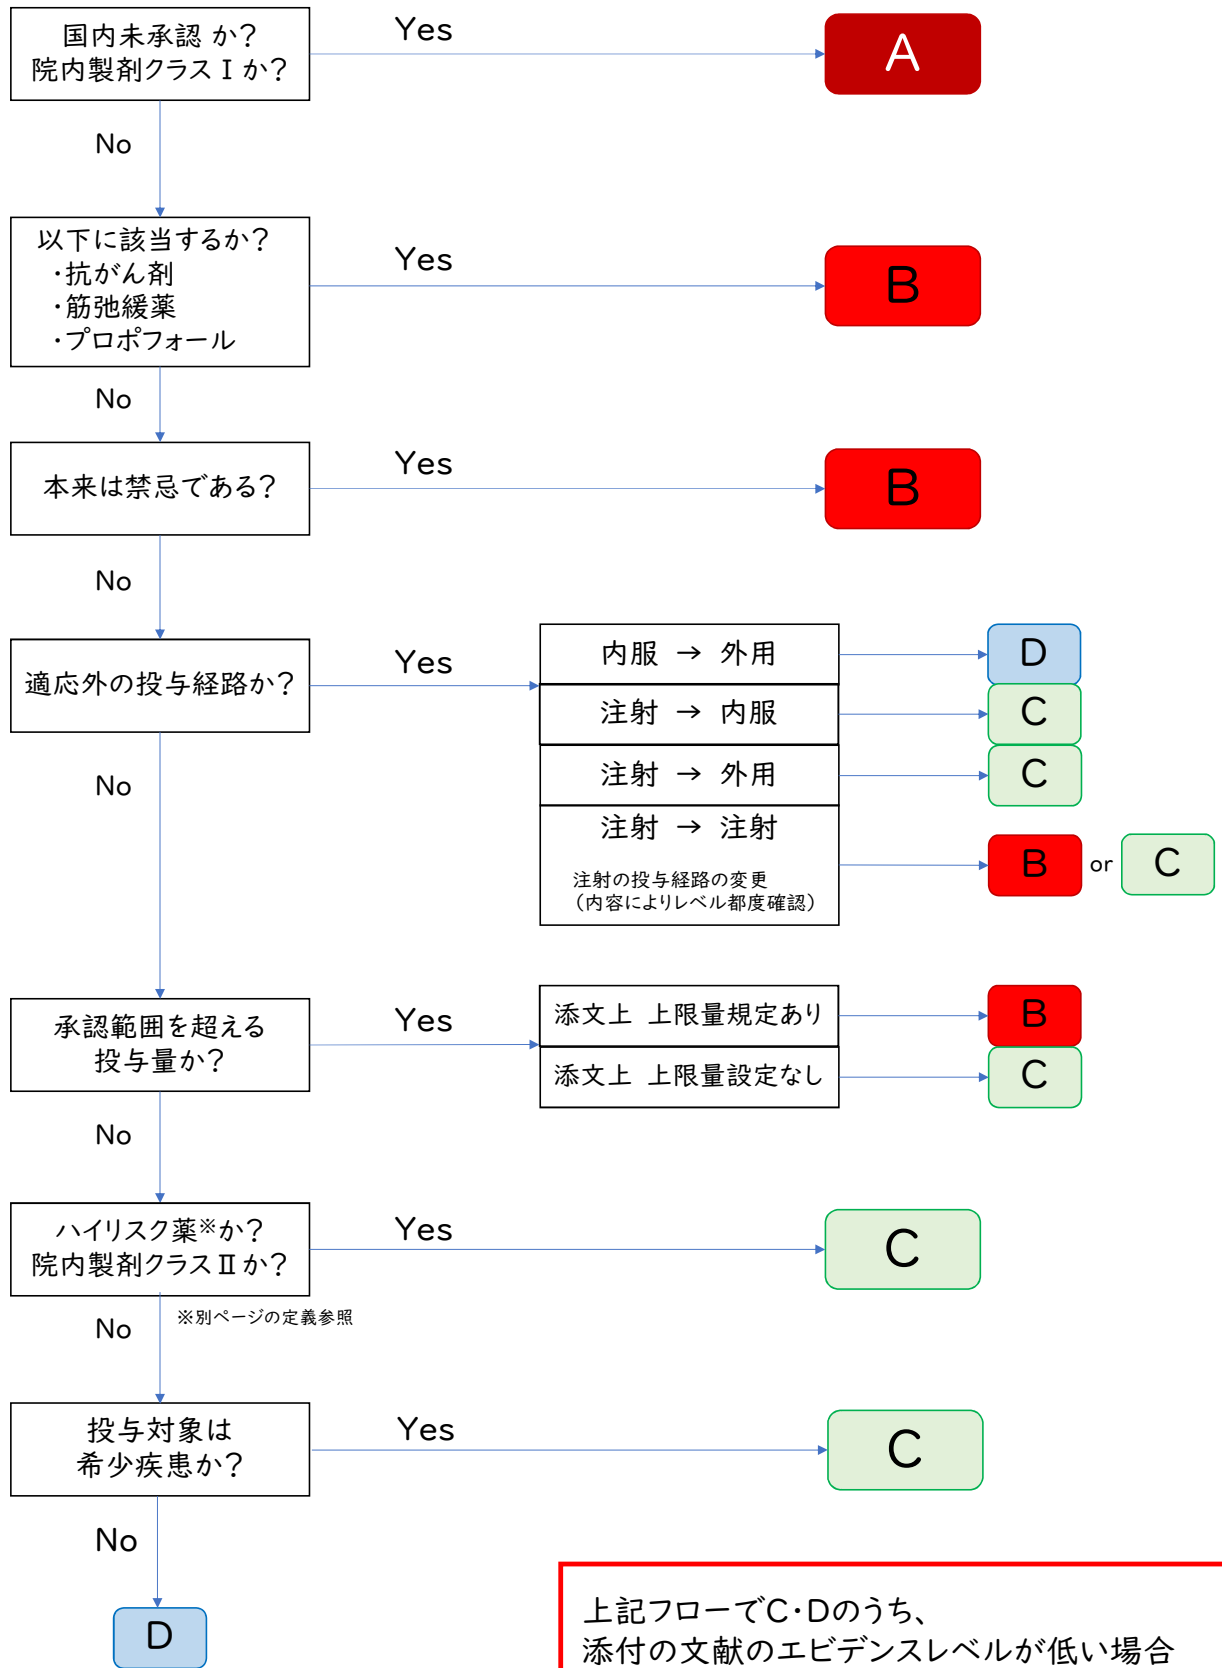 国内未承認 か?
院内製剤クラスⅠか?
Yes
A
No
以下に該当するか?
・抗がん剤
・筋弛緩薬
・プロポフォール
Yes
B
No
本来は禁忌である?
Yes
B
No
適応外の投与経路か?
Yes
内服 → 外用
D
注射 → 内服
C
注射 → 外用
C
注射 → 注射
注射の投与経路の変更
(内容によりレベル都度確認)
B or C
No
承認範囲を超える
投与量か?
Yes
添文上 上限量規定あり
B
添文上 上限量設定なし
C
No
ハイリスク薬※か?
院内製剤クラスⅡか?
Yes
C
※別ページの定義参照
No
投与対象は
希少疾患か?
Yes
C
No
D
上記フローでC・Dのうち、
添付の文献のエビデンスレベルが低い場合